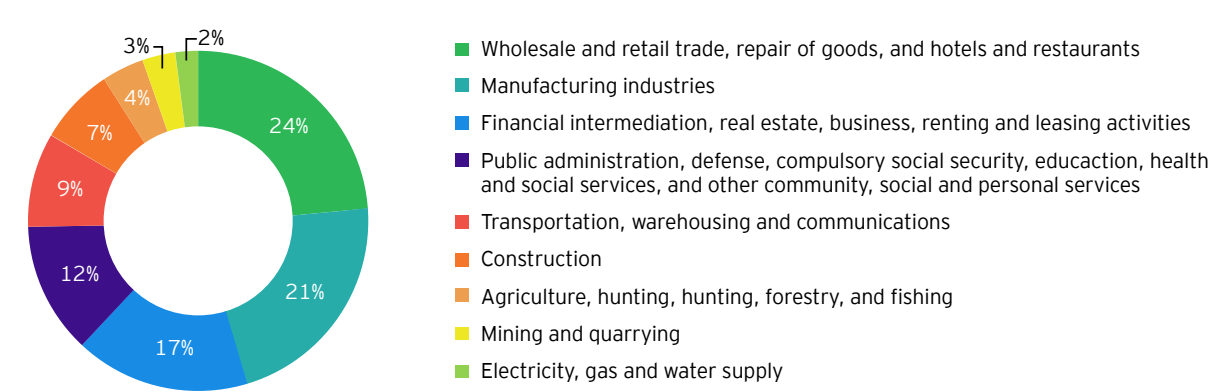 3%
2%
4%
24%
7%
9%
12%
21%
17%
Wholesale and retail trade, repair of goods, and hotels and restaurants
Manufacturing industries
Financial intermediation, real estate, business, renting and leasing activities
Public administration, defense, compulsory social security, educaction, health
and social services, and other community, social and personal services
Transportation, warehousing and communications
Construction
Agriculture, hunting, hunting, forestry, and fishing
Mining and quarrying
Electricity, gas and water supply